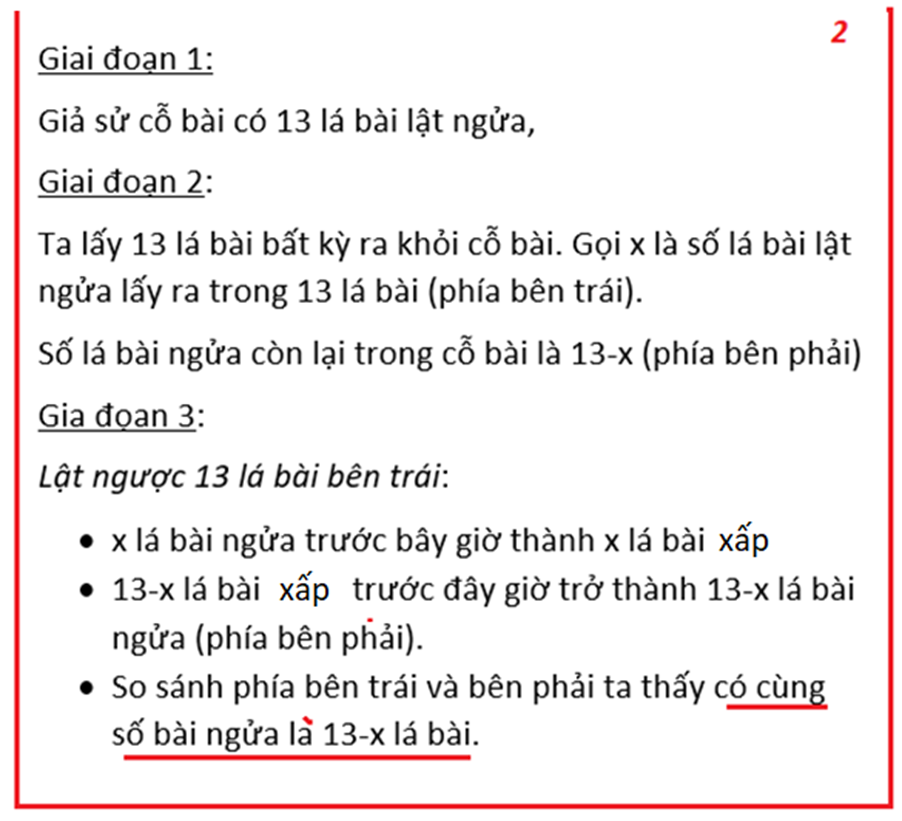 2
Giai đoạn 1:
Giả sử cỗ bài có 13 lá bài lật ngửa,
Giai đoạn 2:
Ta lấy 13 lá bài bất kỳ ra khỏi cỗ bài. Gọi x là số lá bài lật
ngửa lấy ra trong 13 lá bài (phía bên trái).
Số lá bài ngửa còn lại trong cỗ bài là 13-x (phía bên phải)
Gia đọan 3:
Lật ngược 13 lá bài bên trái:
• x lá bài ngửa trước bây giờ thành x lá bài xấp
• 13-x lá bài xấp trước đây giờ trở thành 13-x lá bài
ngửa (phía bên phải).
• So sánh phía bên trái và bên phải ta thấy có cùng
số bài ngửa là 13-x lá bài.